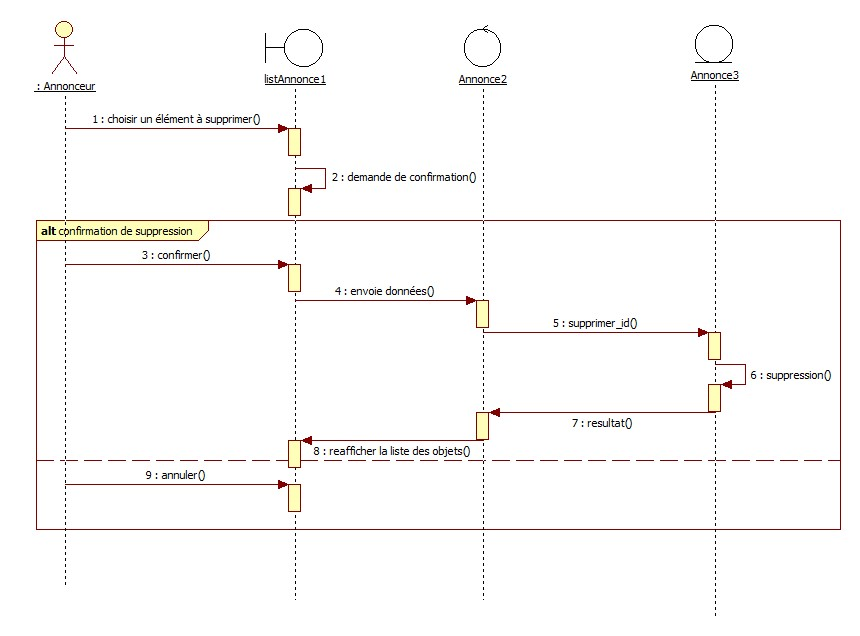 : Annonceur
listAnnonce1
Annonce2
Annonce3
1 : choisir un élément à supprimer()
2 : demande de confirmation()
alt confirmation de suppression
3 : confirmer()
4 : envoie données()
5 : supprimer_id()
6 : suppression()
7 : resultat()
8 : reafficher la liste des objets()
9 : annuler()